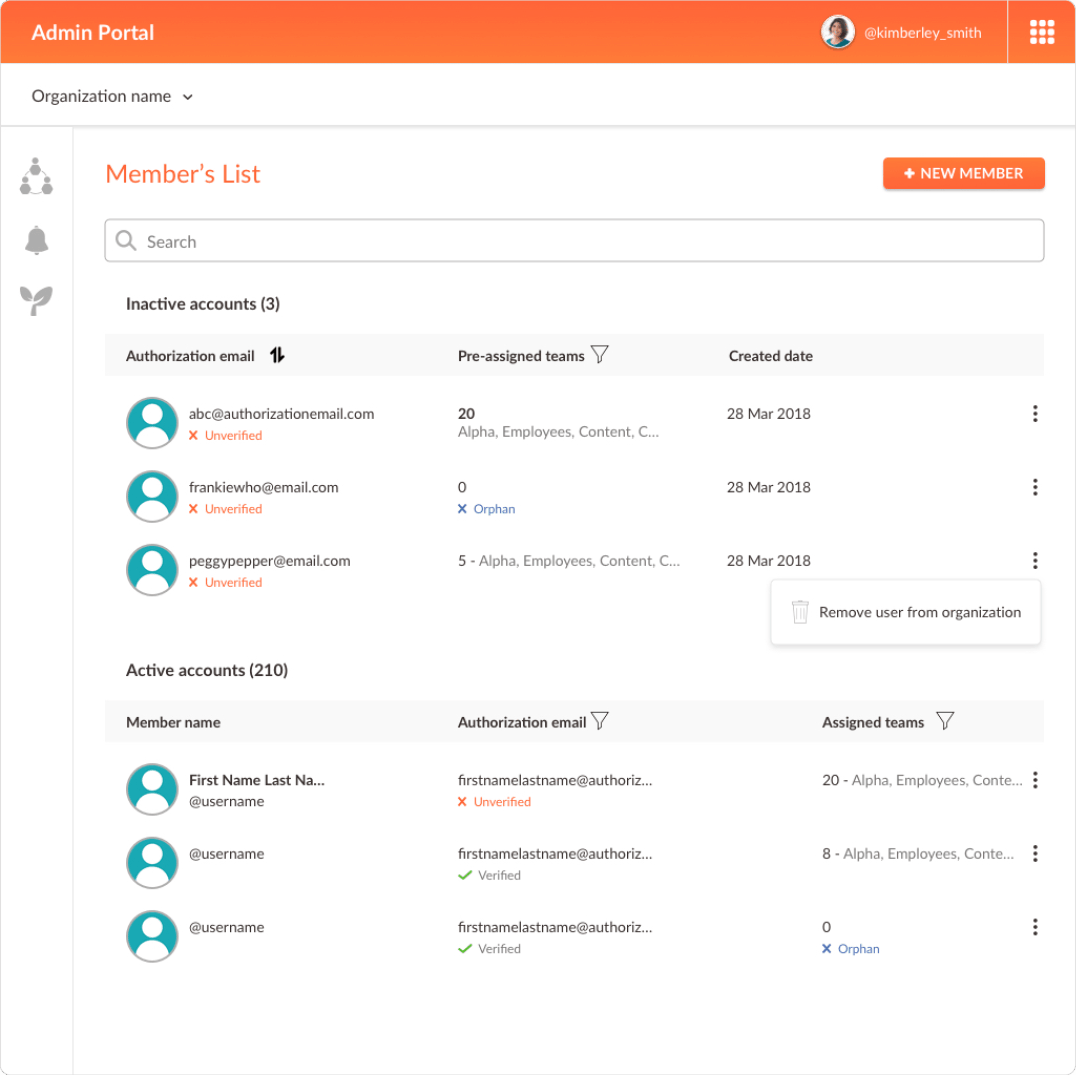 Admin Portal
@kimberley_smith
Organization name
Member’s List
+ NEW MEMBER
Search
Inactive accounts (3)
Authorization email Pre-assigned teams Created date
abc@authorizationemail.com 20 28 Mar 2018
Unverified Alpha, Employees, Content, C...
frankiewho@email.com 0 28 Mar 2018
Unverified Orphan
peggypepper@email.com 5 - Alpha, Employees, Content, C... 28 Mar 2018
Unverified
Remove user from organization
Active accounts (210)
Member name Authorization email Assigned teams
First Name Last Na... firstnamelastname@authoriz... 20 - Alpha, Employees, Conte...
@username Unverified
@username firstnamelastname@authoriz... 8 - Alpha, Employees, Conte...
Verified
@username firstnamelastname@authoriz... 0
Verified Orphan